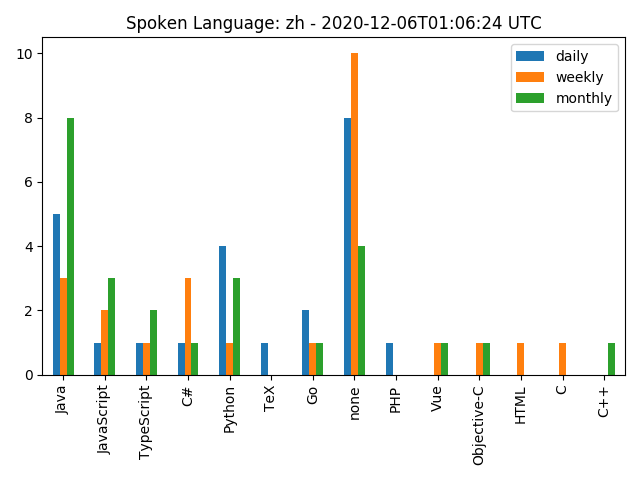 Spoken Language: zh - 2020-12-06T01:06:24 UTC
daily
weekly
monthly
10
8
6
4
2
0
Java
JavaScript
TypeScript
C#
Python
TeX
Go
none
PHP
Vue
Objective-C
HTML
C
C++